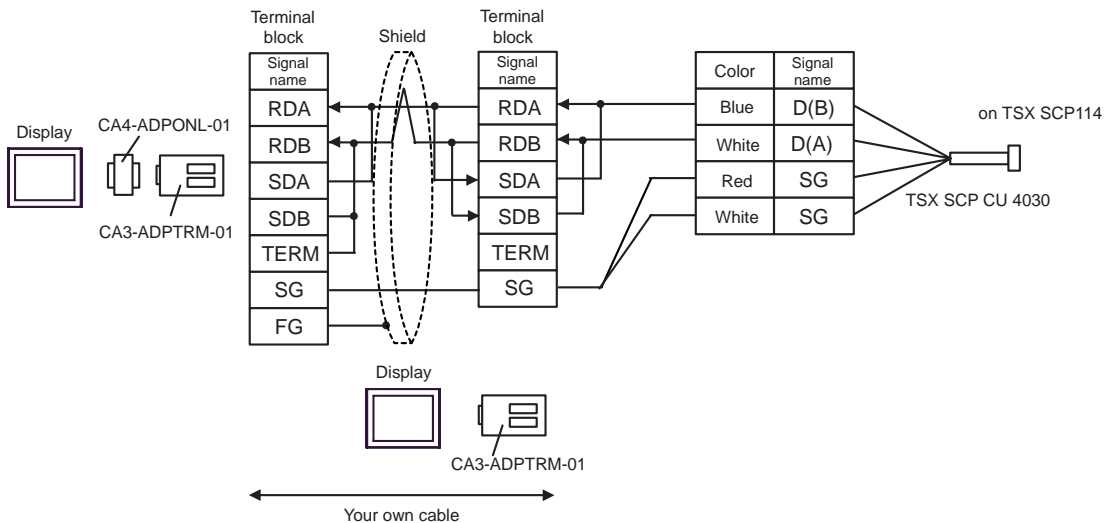 Terminal
block
Shield
Terminal
block
Signal
name
RDA
RDB
SDA
SDB
TERM
SG
FG
Signal
name
RDA
RDB
SDA
SDB
TERM
SG
Color
Signal
name
Blue
D(B)
White
D(A)
Red
SG
White
SG
on TSX SCP114
TSX SCP CU 4030
Display
CA4-ADPONL-01
CA3-ADPTRM-01
Display
CA3-ADPTRM-01
Your own cable